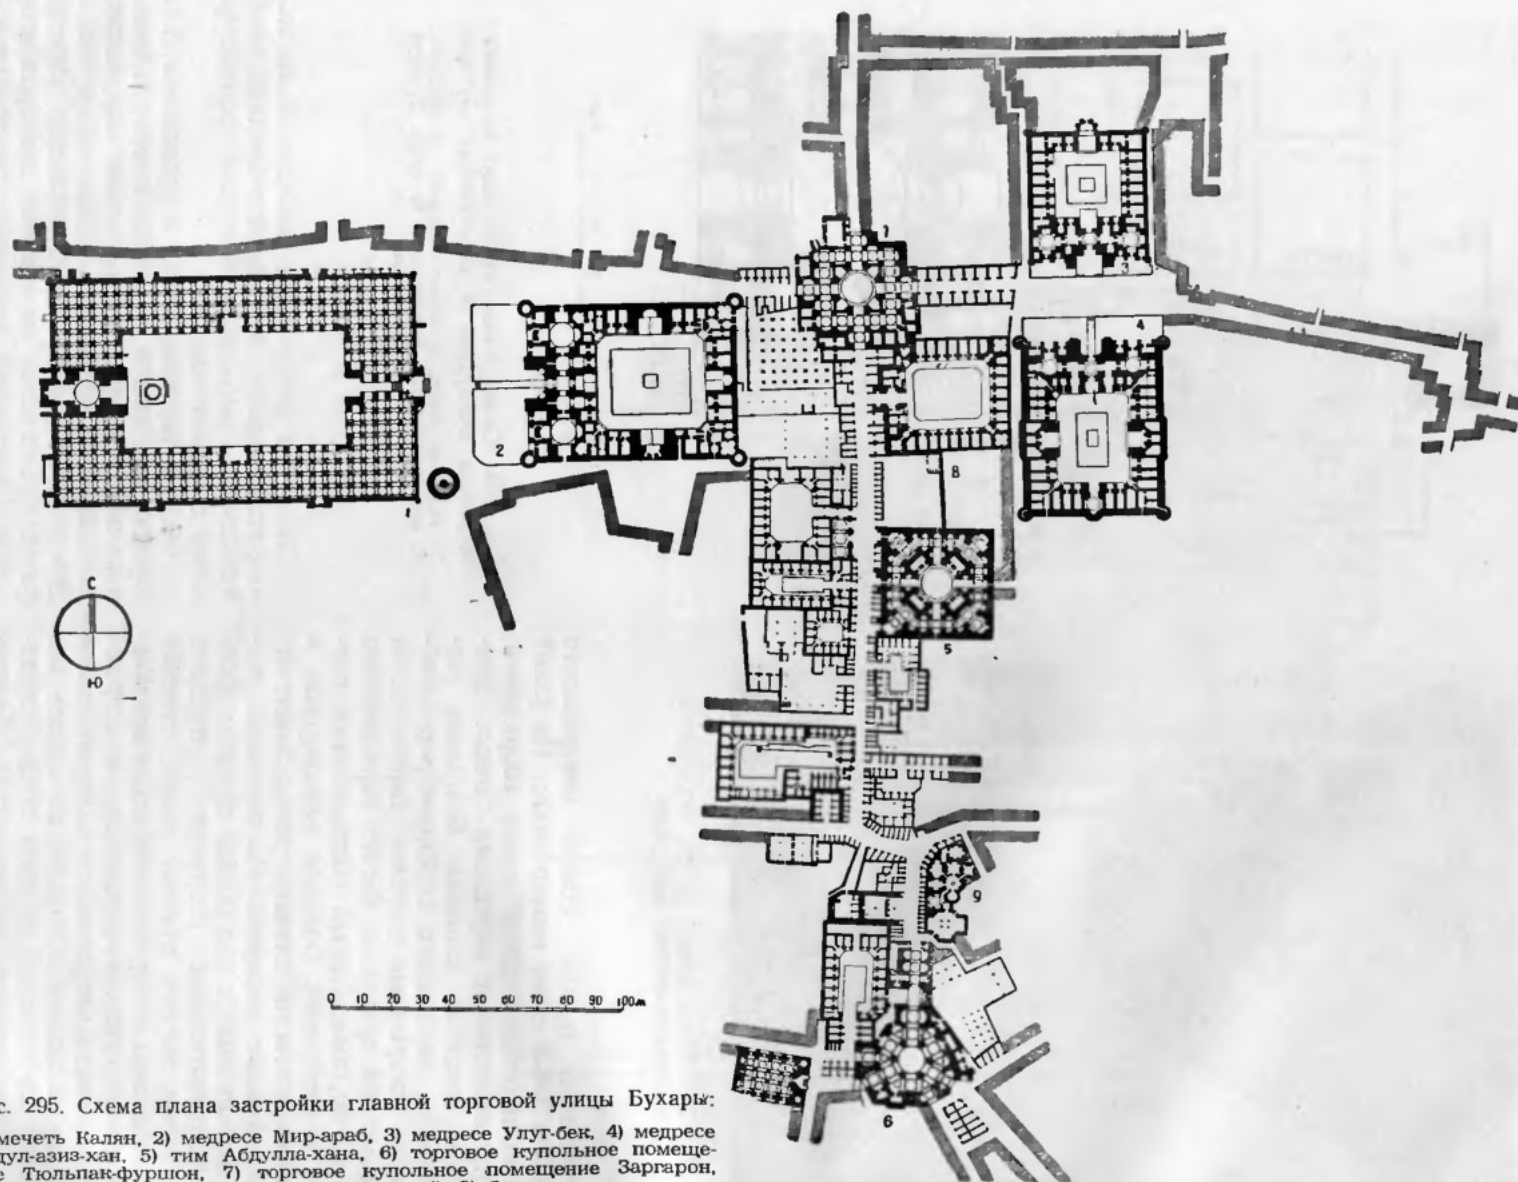 7
3
4
2
8
1
С
Ю
5
9
0 10 20 30 40 50 60 70 80 90 100м
6
с. 295. Схема плана застройки главной торговой улицы Бухары:
мечеть Калян, 2) медресе Мир-араб, 3) медресе Улуг-бек, 4) медресе
дул-азиз-хан, 5) тим Абдулла-хана, 6) торговое купольное помеще-
е Тюльпак-фуршон, 7) торговое купольное помещение Заргарон,